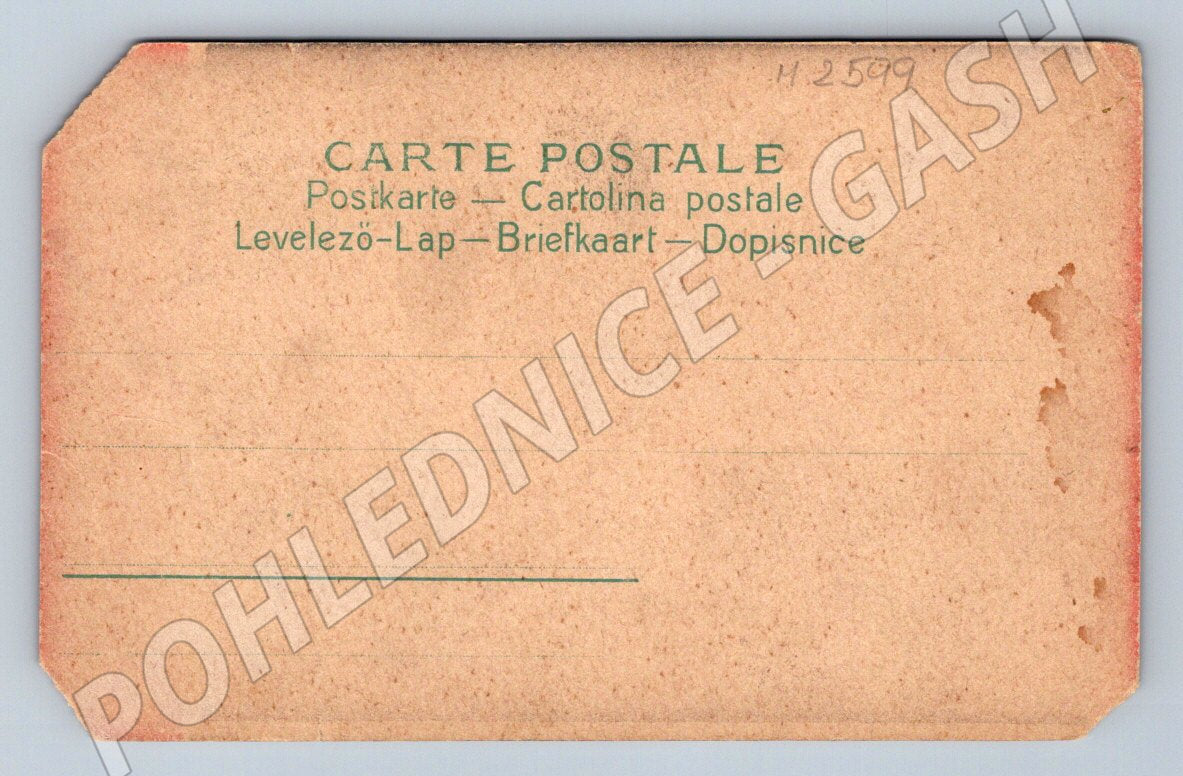 H 2599
CARTE POSTALE
Postkarte — Cartolina postale
Levelezö-Lap — Briefkaart — Dopisnice
POHLEDNICE - GASH